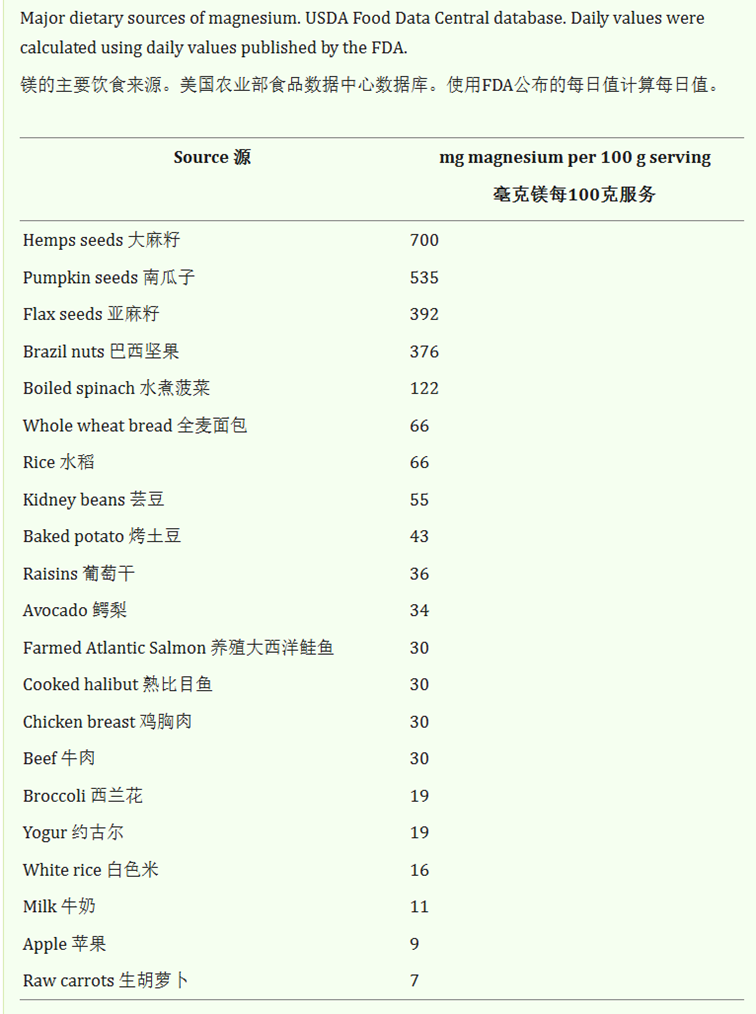 Major dietary sources of magnesium. USDA Food Data Central database. Daily values were
calculated using daily values published by the FDA.
镁的主要饮食来源。美国农业部食品数据中心数据库。使用FDA公布的每日值计算每日值。
Source 源 mg magnesium per 100 g serving
毫克镁每100克服务
Hemps seeds 大麻籽 700
Pumpkin seeds 南瓜子 535
Flax seeds 亚麻籽 392
Brazil nuts 巴西坚果 376
Boiled spinach 水煮菠菜 122
Whole wheat bread 全麦面包 66
Rice 水稻 66
Kidney beans 芸豆 55
Baked potato 烤土豆 43
Raisins 葡萄干 36
Avocado 鳄梨 34
Farmed Atlantic Salmon 养殖大西洋鲑鱼 30
Cooked halibut 熟比目鱼 30
Chicken breast 鸡胸肉 30
Beef 牛肉 30
Broccoli 西兰花 19
Yogur 约古尔 19
White rice 白色米 16
Milk 牛奶 11
Apple 苹果 9
Raw carrots 生胡萝卜 7